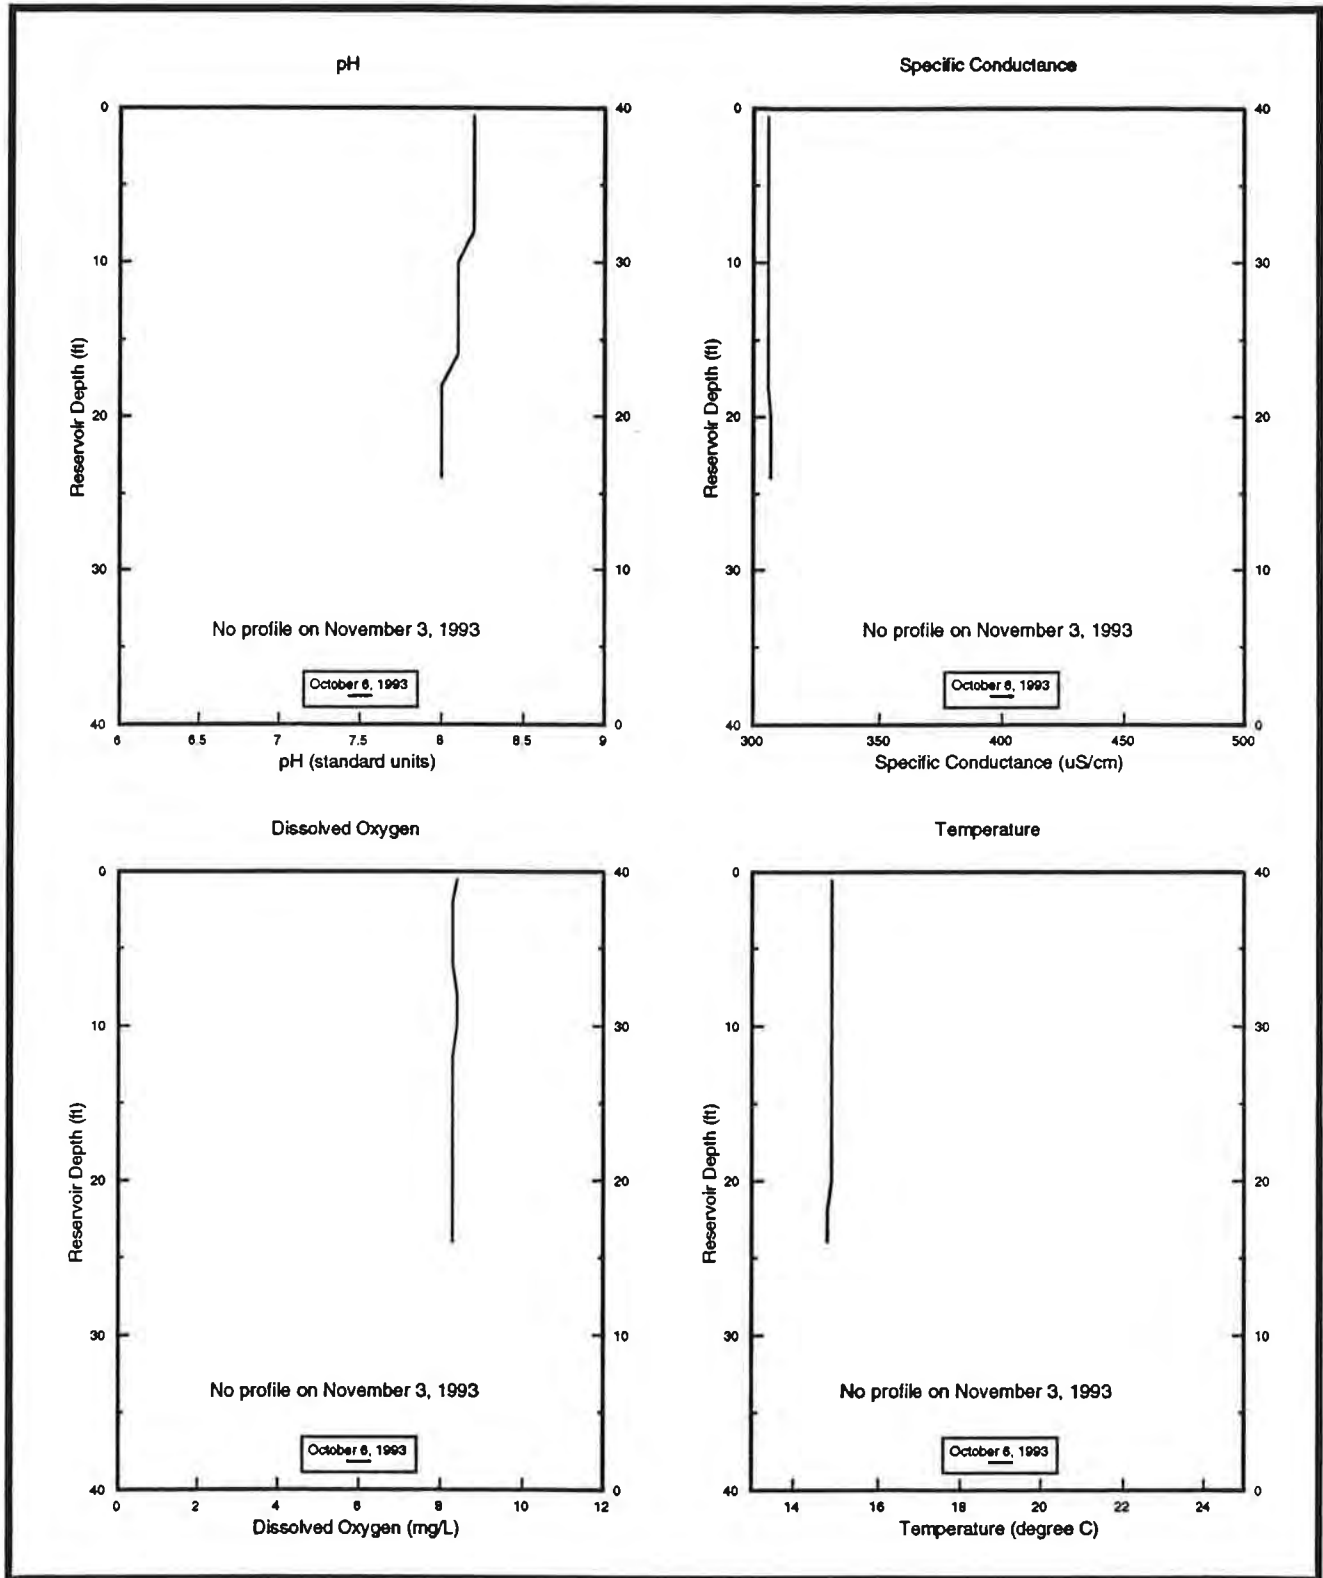 pH
0
10
20
30
40
40
30
20
10
0
Reservoir Depth (ft)
No profile on November 3, 1993
October 6, 1993
6 6.5 7 7.5 8 8.5 9
pH (standard units)
Specific Conductance
0
10
20
30
40
40
30
20
10
0
Reservoir Depth (ft)
No profile on November 3, 1993
October 6, 1993
300 350 400 450 500
Specific Conductance (uS/cm)
Dissolved Oxygen
0
10
20
30
40
40
30
20
10
0
Reservoir Depth (ft)
No profile on November 3, 1993
October 6, 1993
0 2 4 6 8 10 12
Dissolved Oxygen (mg/L)
Temperature
0
10
20
30
40
40
30
20
10
0
Reservoir Depth (ft)
No profile on November 3, 1993
October 6, 1993
14 16 18 20 22 24
Temperature (degree C)